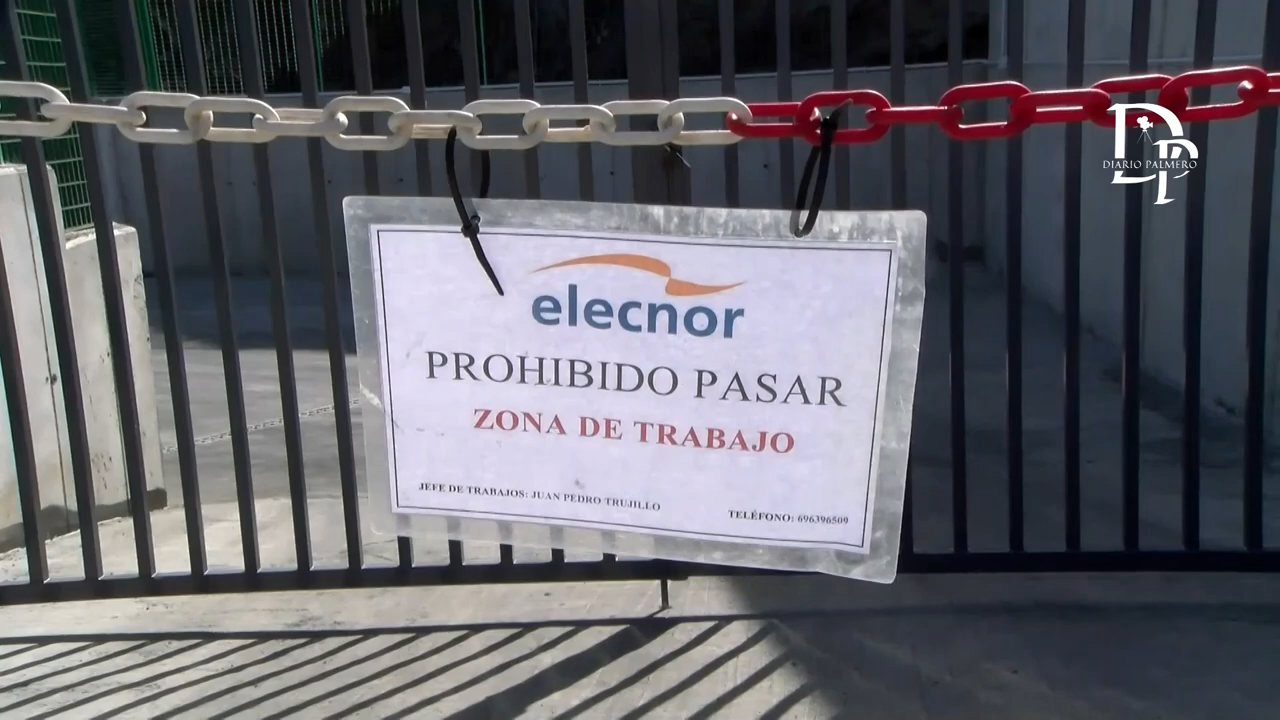 DIARIO PALMERO
elecnor
PROHIBIDO PASAR
ZONA DE TRABAJO
JEFE DE TRABAJOS: JUAN PEDRO TRUJILLO
TELÉFONO: 696396509